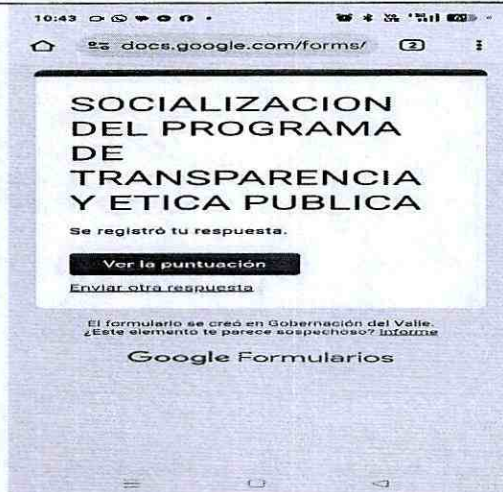 10:43
docs.google.com/forms/
2
SOCIALIZACION
DEL PROGRAMA
DE
TRANSPARENCIA
Y ETICA PUBLICA
Se registró tu respuesta.
Ver la puntuación
Enviar otra respuesta
El formulario se creó en Gobernación del Valle.
¿Este elemento te parece sospechoso? Informe
Google Formularios